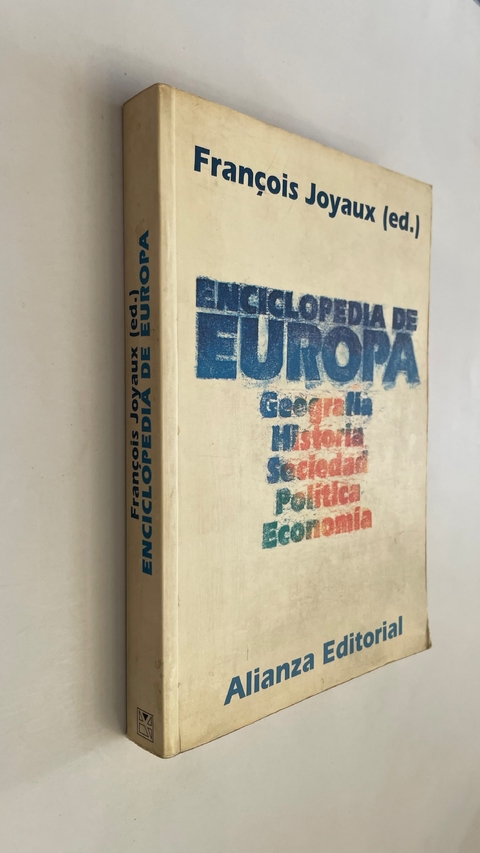 François Joyaux (ed.)
ENCICLOPEDIA DE
EUROPA
Geografía
Historia
Sociedad
Política
Economía
Alianza Editorial
François Joyaux (ed.)
ENCICLOPEDIA DE EUROPA